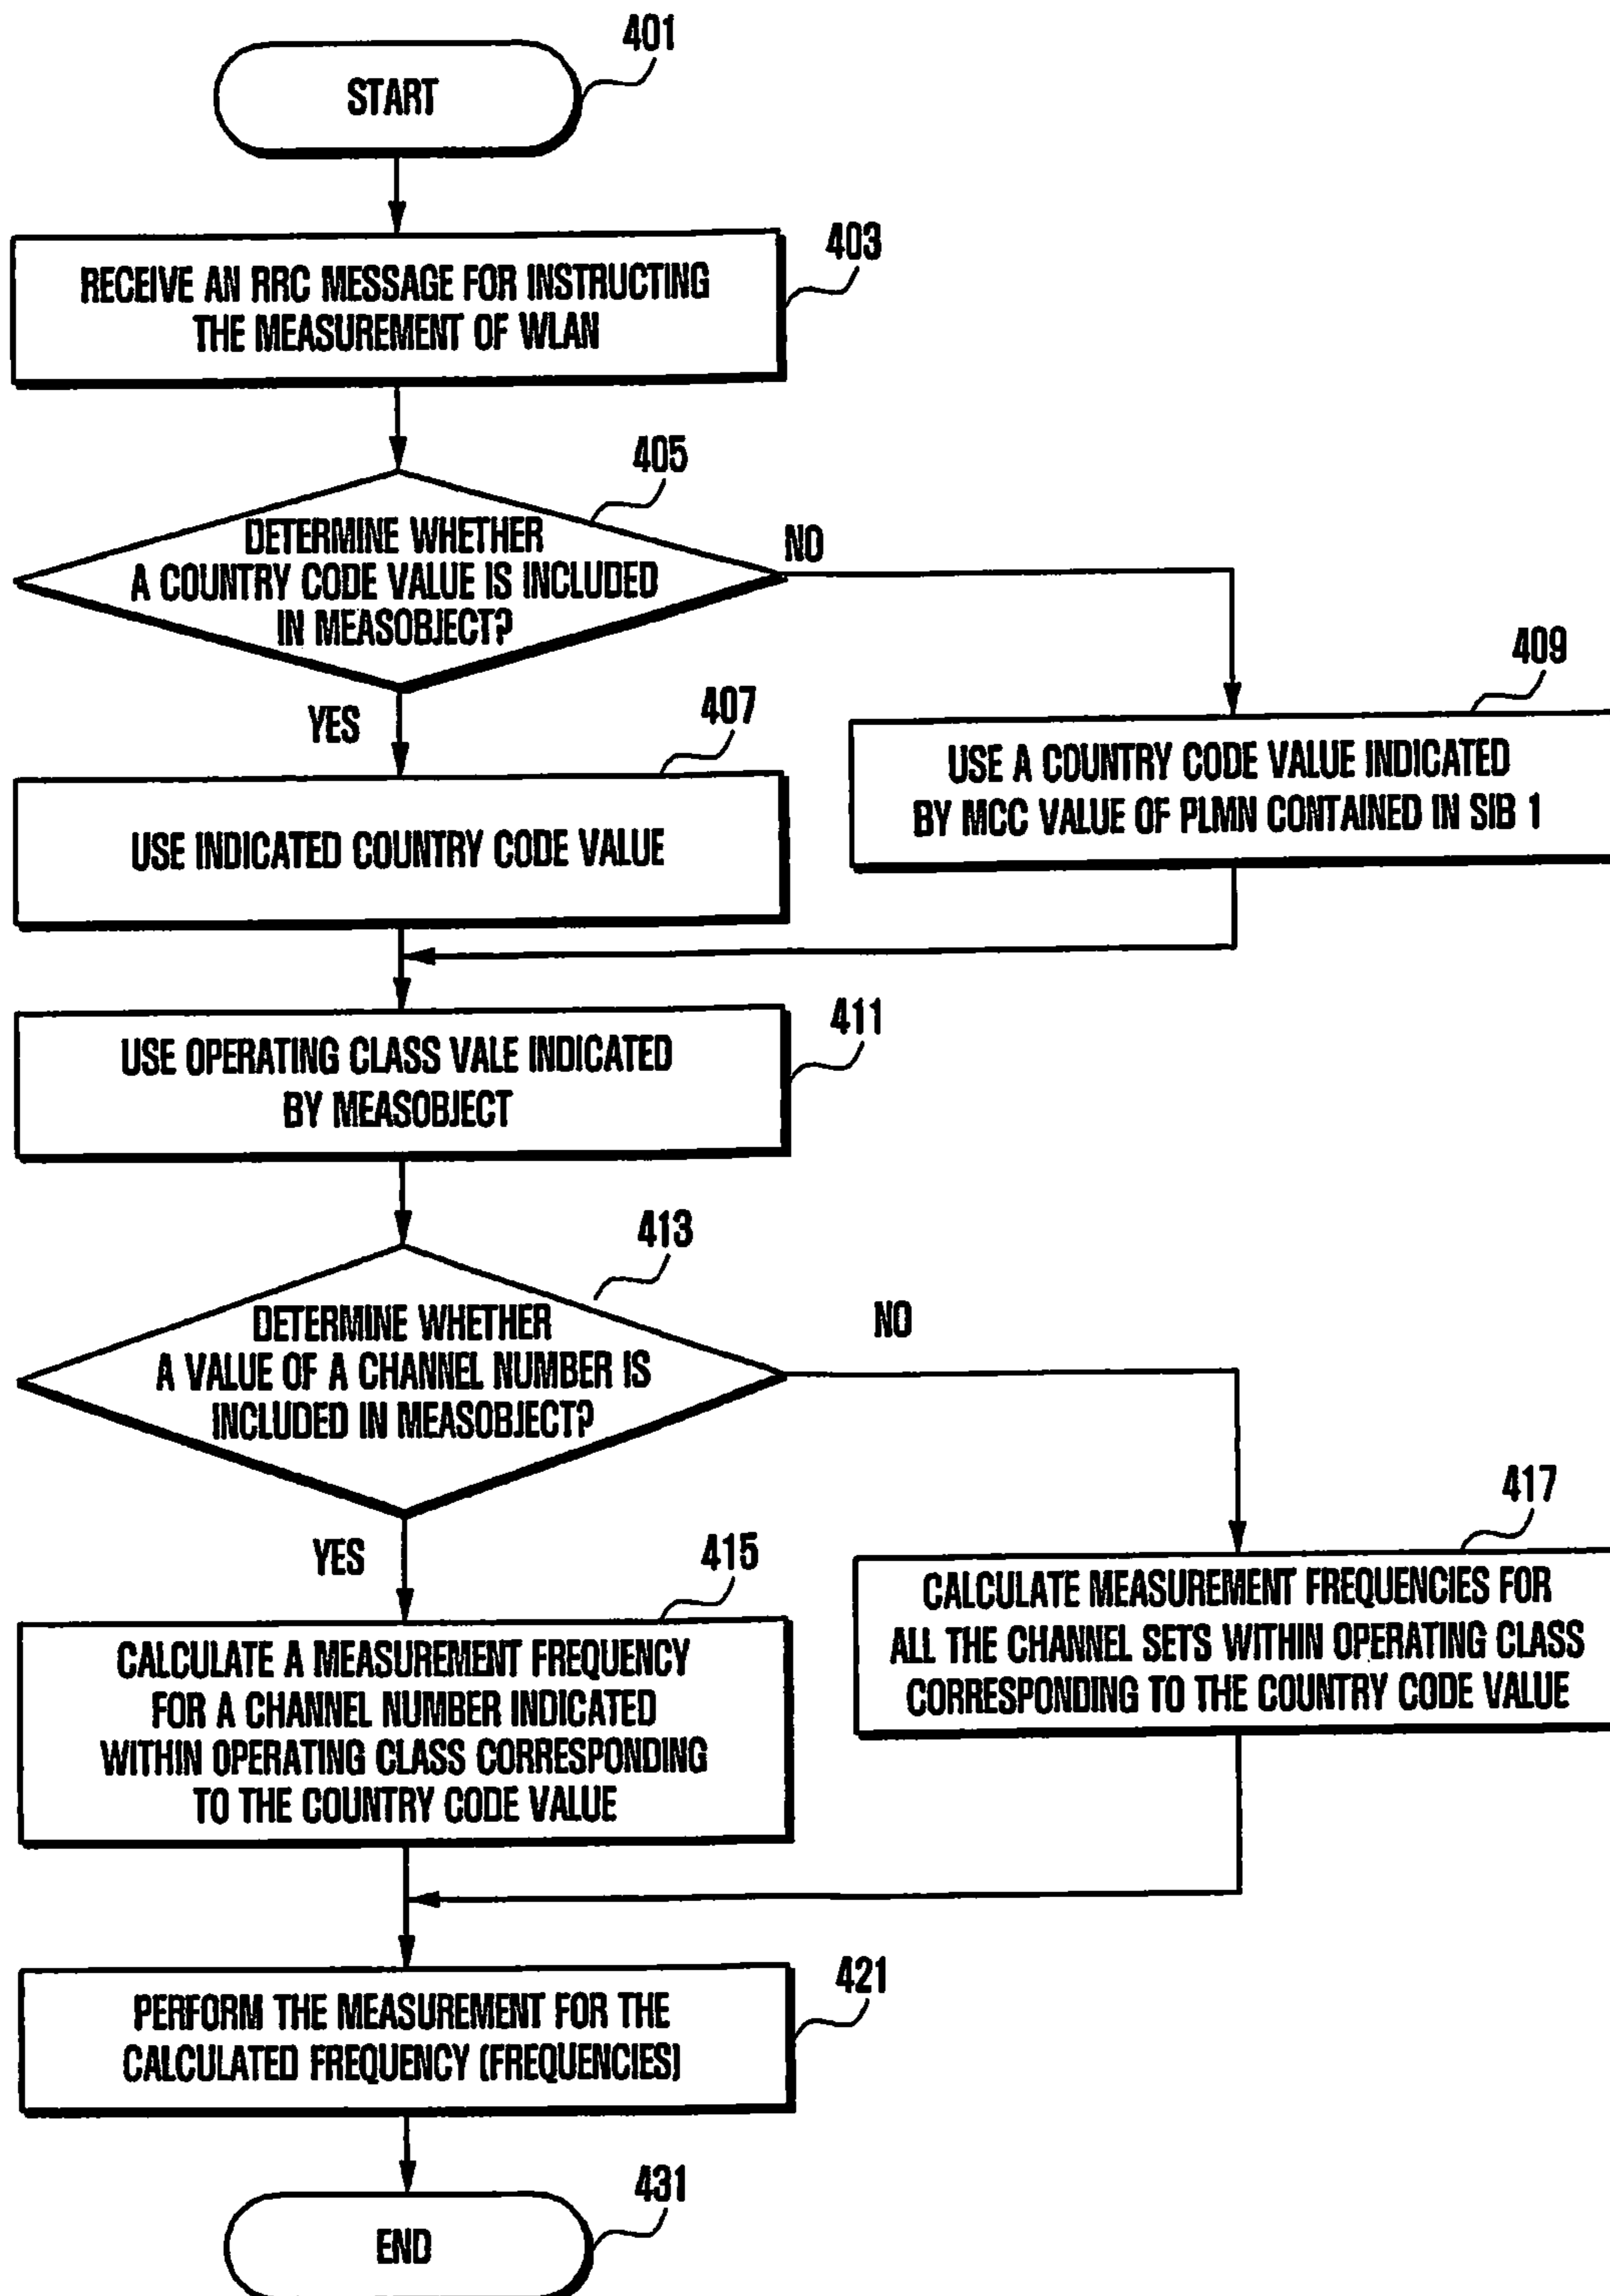 401
START
403
RECEIVE AN RRC MESSAGE FOR INSTRUCTING
THE MEASUREMENT OF WLAN
405
DETERMINE WHETHER
A COUNTRY CODE VALUE IS INCLUDED
IN MEASOBJECT?
NO
YES
407
USE INDICATED COUNTRY CODE VALUE
409
USE A COUNTRY CODE VALUE INDICATED
BY MCC VALUE OF PLMN CONTAINED IN SIB 1
411
USE OPERATING CLASS VALE INDICATED
BY MEASOBJECT
413
DETERMINE WHETHER
A VALUE OF A CHANNEL NUMBER IS
INCLUDED IN MEASOBJECT?
NO
YES
415
CALCULATE A MEASUREMENT FREQUENCY
FOR A CHANNEL NUMBER INDICATED
WITHIN OPERATING CLASS CORRESPONDING
TO THE COUNTRY CODE VALUE
417
CALCULATE MEASUREMENT FREQUENCIES FOR
ALL THE CHANNEL SETS WITHIN OPERATING CLASS
CORRESPONDING TO THE COUNTRY CODE VALUE
421
PERFORM THE MEASUREMENT FOR THE
CALCULATED FREQUENCY (FREQUENCIES)
431
END